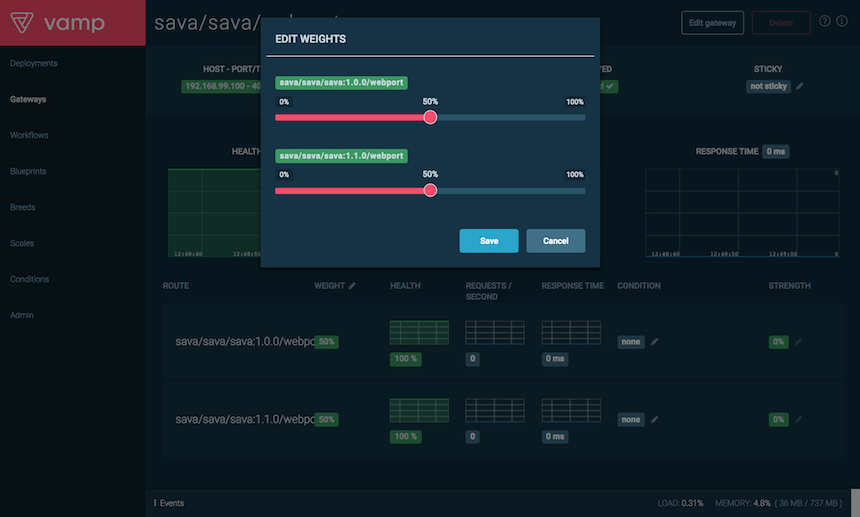 vamp
sava/sava/
Edit gateway
Delete
Deployments
Gateways
Workflows
Blueprints
Breeds
Scales
Conditions
Admin
HOST - PORT/T
192.168.99.100 - 40
STICKY
not sticky
HEALTH
RESPONSE TIME 0 ms
EDIT WEIGHTS
sava/sava/sava:1.0.0/webport
0% 50% 100%
sava/sava/sava:1.1.0/webport
0% 50% 100%
Save Cancel
12:48:40 12:48:50
0
12:48:40 12:48:50 12:49:00 0
ROUTE WEIGHT HEALTH REQUESTS / SECOND RESPONSE TIME CONDITION STRENGTH
sava/sava/sava:1.0.0/webpo 50% none 0%
100 % 0 0 ms
sava/sava/sava:1.1.0/webpo 50% none 0%
100 % 0 0 ms
Events
LOAD: 0.31% MEMORY: 4.8% ( 36 MB / 737 MB )